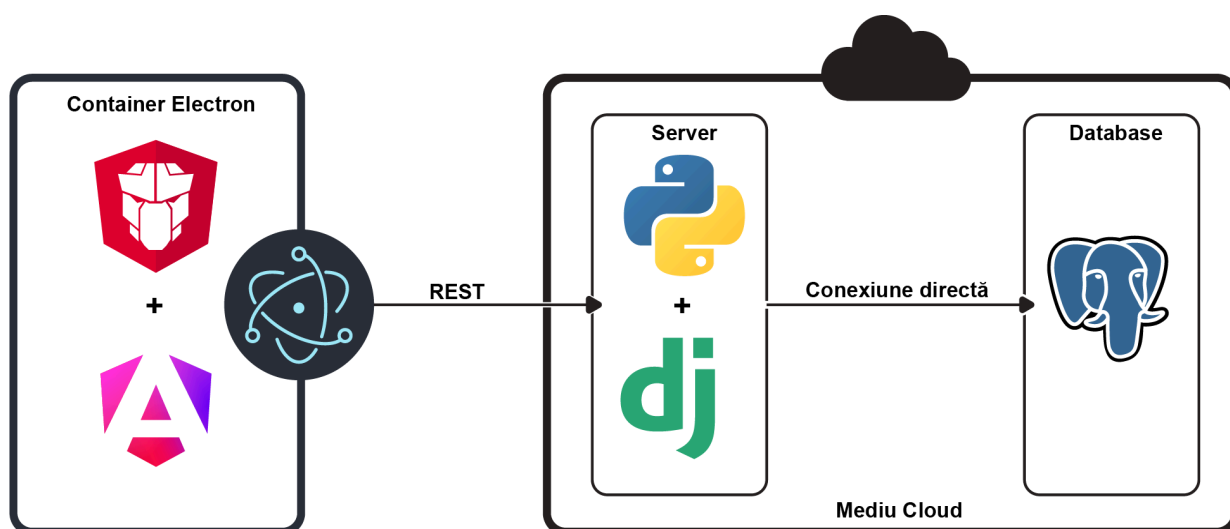 Container Electron
+
REST
Server
+
Conexiune directă
Database
Mediu Cloud